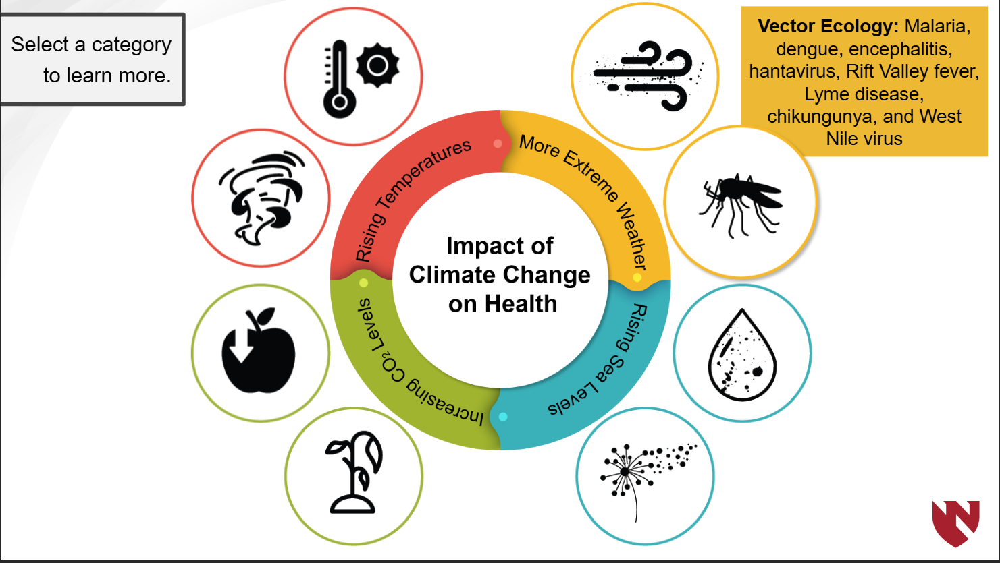 Select a category
to learn more.
Vector Ecology: Malaria,
dengue, encephalitis,
hantavirus, Rift Valley fever,
Lyme disease,
chikungunya, and West
Nile virus
Rising Temperatures
More Extreme Weather
Impact of
Climate Change
on Health
Increasing CO₂ Levels
Rising Sea Levels
N